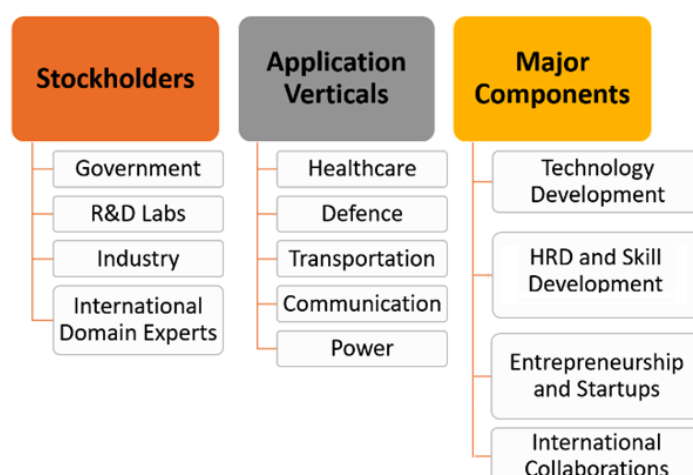 Stockholders
Government
R&D Labs
Industry
International
Domain Experts
Application
Verticals
Healthcare
Defence
Transportation
Communication
Power
Major
Components
Technology
Development
HRD and Skill
Development
Entrepreneurship
and Startups
International
Collaborations